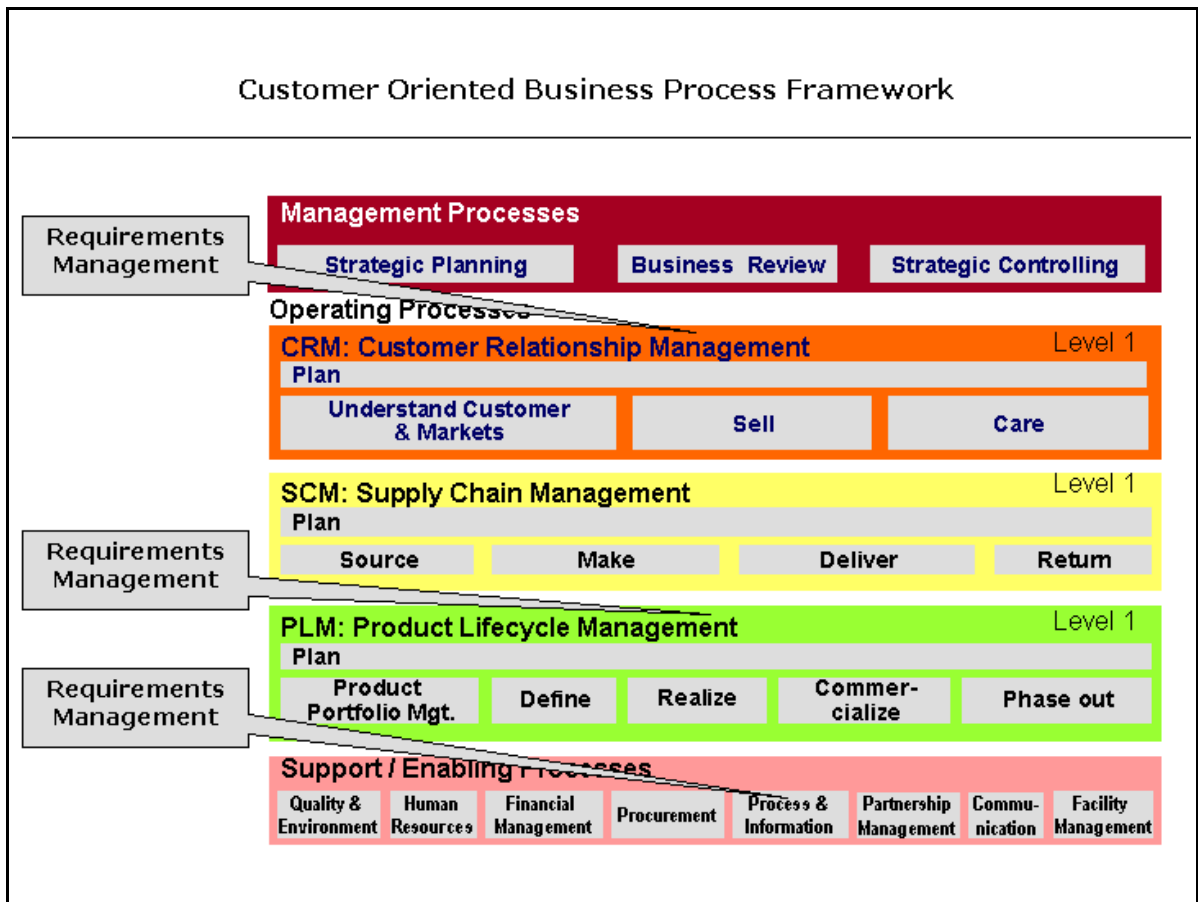 Customer Oriented Business Process Framework
Requirements
Management
Management Processes
Strategic Planning
Business Review
Strategic Controlling
Operating Processes
CRM: Customer Relationship Management
Level 1
Plan
Understand Customer
& Markets
Sell
Care
SCM: Supply Chain Management
Level 1
Plan
Source
Make
Deliver
Return
Requirements
Management
PLM: Product Lifecycle Management
Level 1
Plan
Product
Portfolio Mgt.
Define
Realize
Commer-
cialize
Phase out
Requirements
Management
Support / Enabling Processes
Quality &
Environment
Human
Resources
Financial
Management
Procurement
Process &
Information
Partnership
Management
Commu-
nication
Facility
Management